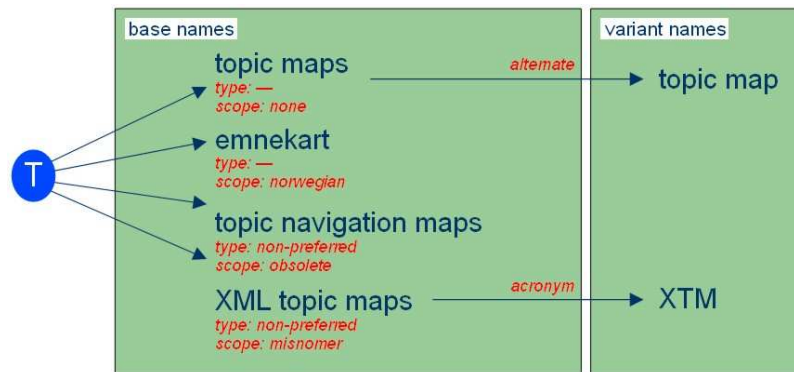 base names
variant names
topic maps
type: —
scope: none
alternate
topic map
emnekart
type: —
scope: norwegian
T
topic navigation maps
type: non-preferred
scope: obsolete
XML topic maps
type: non-preferred
scope: misnomer
acronym
XTM